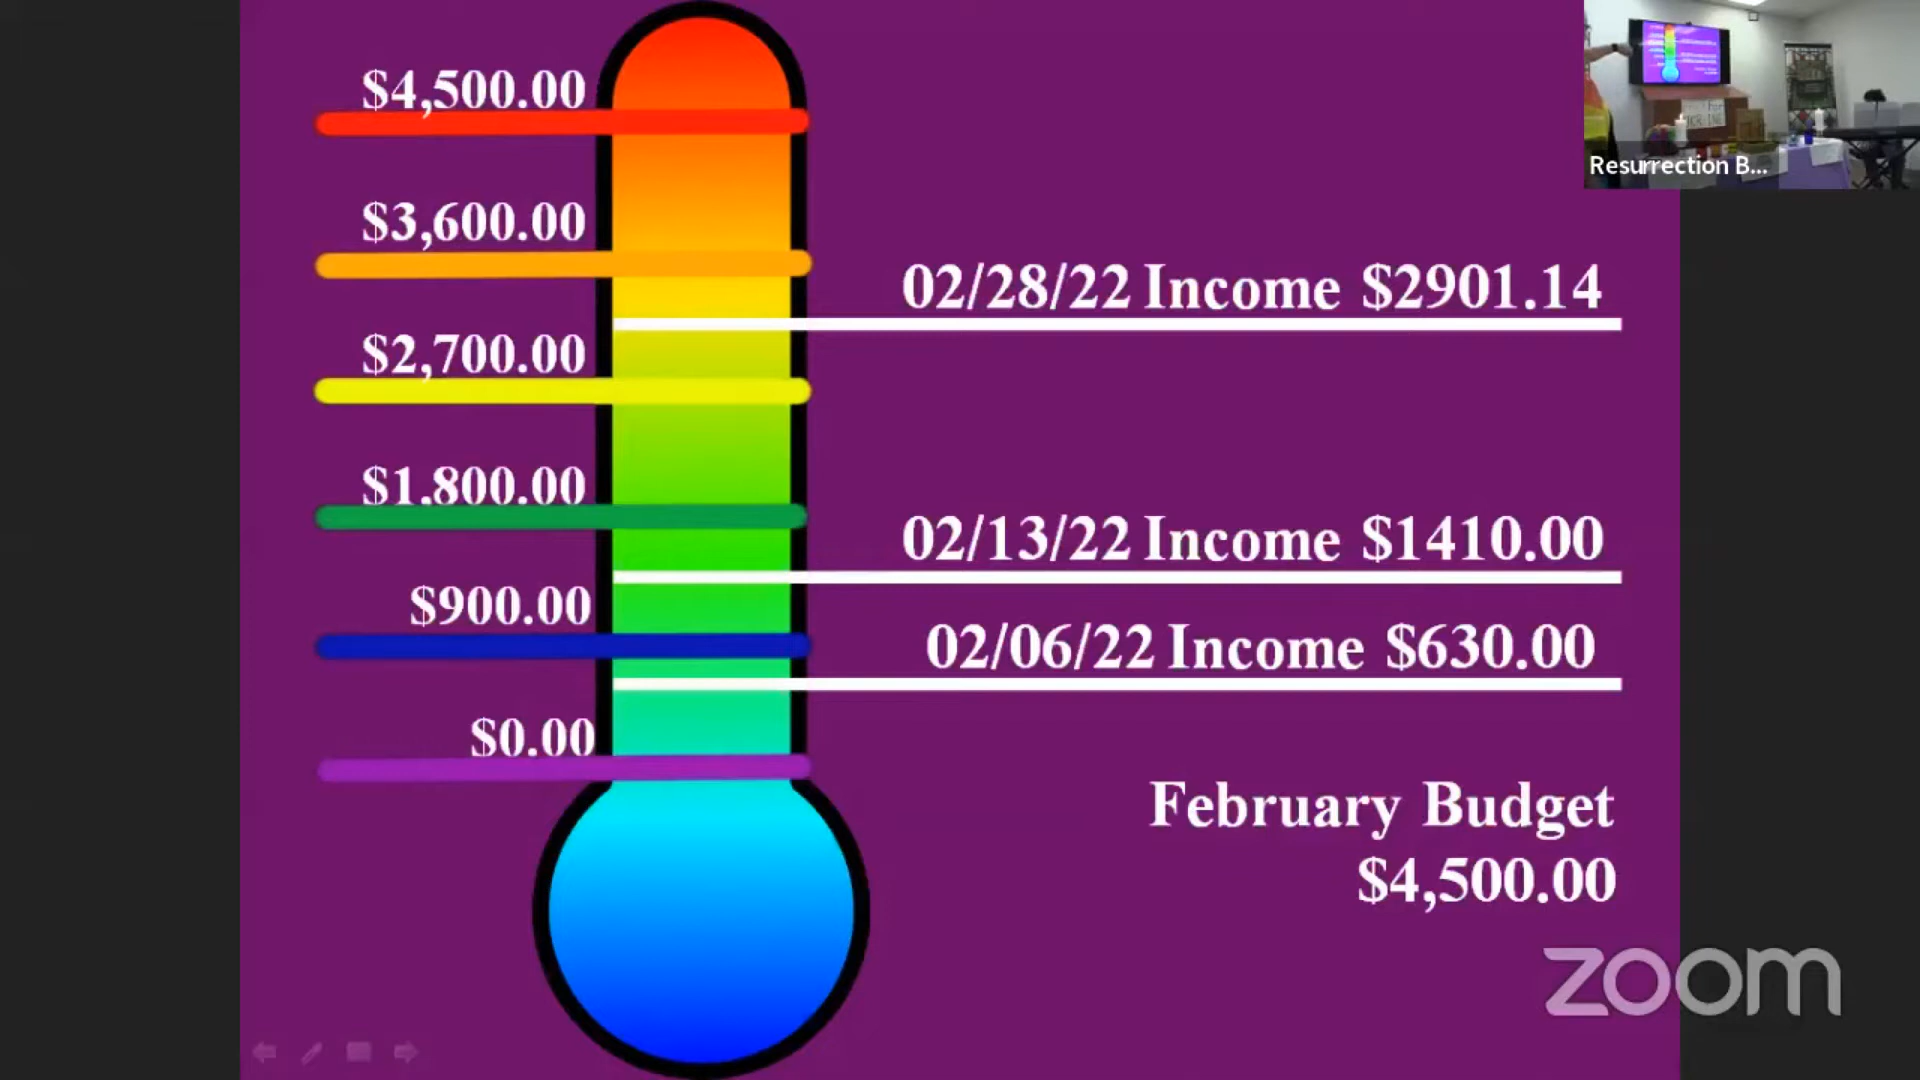 $4,500.00
$3,600.00
$2,700.00
$1,800.00
$900.00
$0.00
02/28/22 Income $2901.14
02/13/22 Income $1410.00
02/06/22 Income $630.00
February Budget
$4,500.00
Resurrection B...
zoom